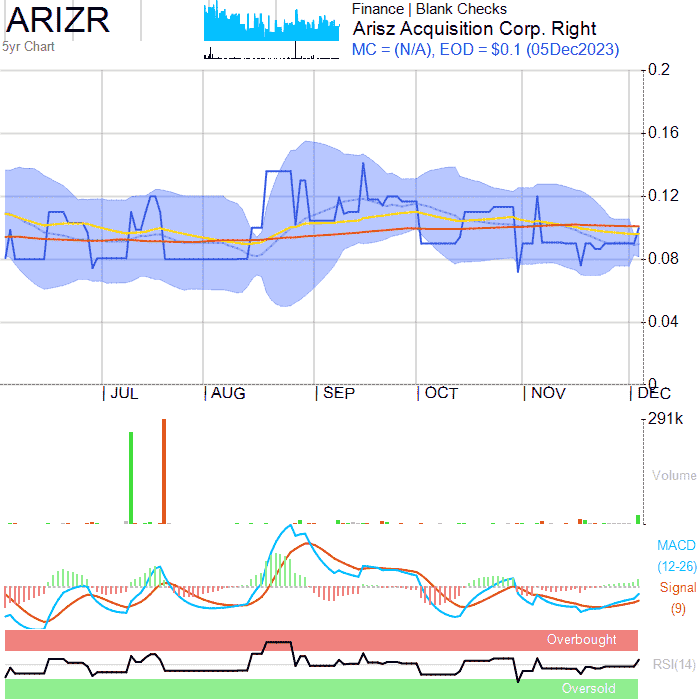 ARIZR
5yr Chart
Finance | Blank Checks
Arisz Acquisition Corp. Right
MC = (N/A), EOD = $0.1 (05Dec2023)
0.2
0.16
0.12
0.08
0.04
0
JUL AUG SEP OCT NOV DEC
291k
Volume
MACD
(12-26)
Signal
(9)
Overbought
RSI(14)
Oversold